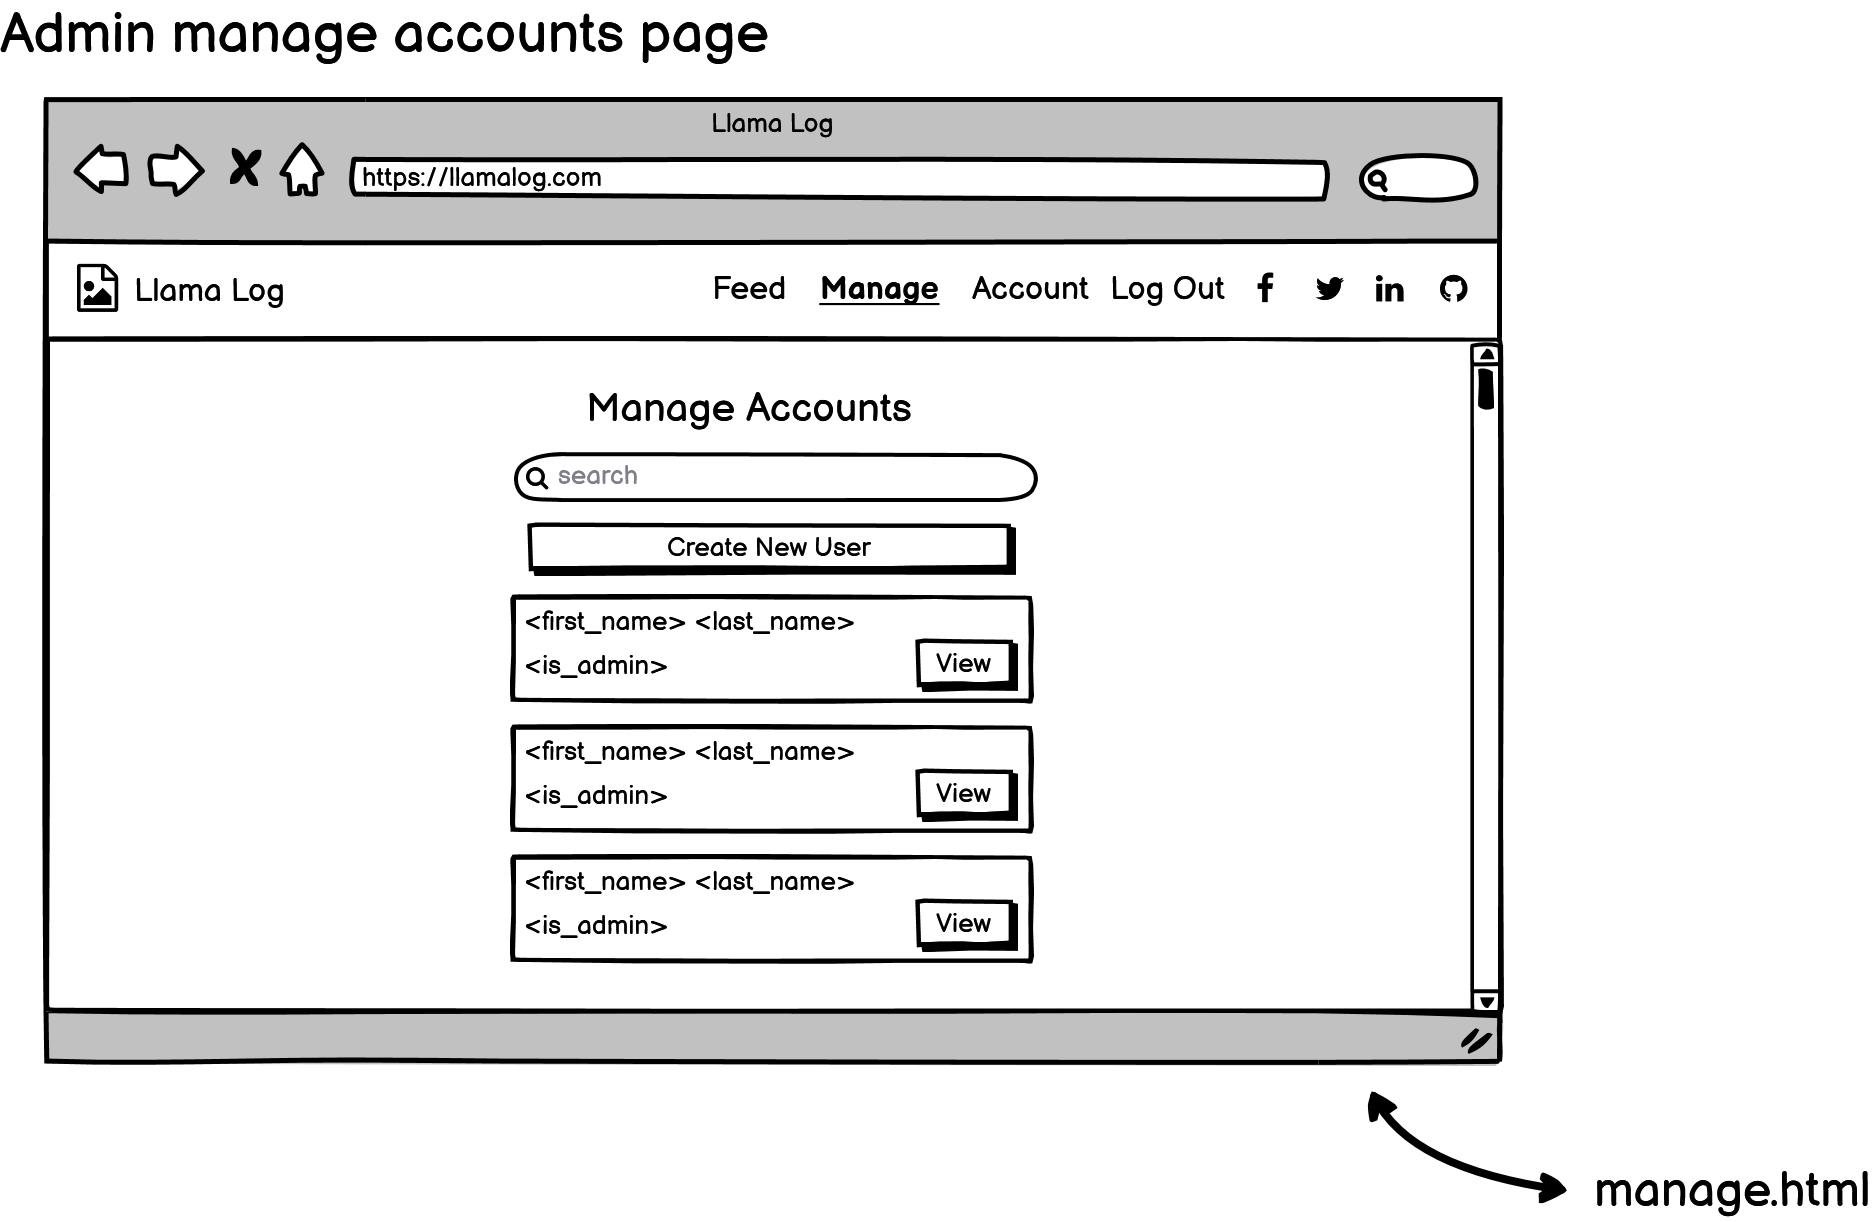 Admin manage accounts page
Llama Log
https://llamalog.com
Llama Log Feed Manage Account Log Out
Manage Accounts
search
Create New User
<first_name> <last_name>
<is_admin> View
<first_name> <last_name>
<is_admin> View
<first_name> <last_name>
<is_admin> View
manage.html